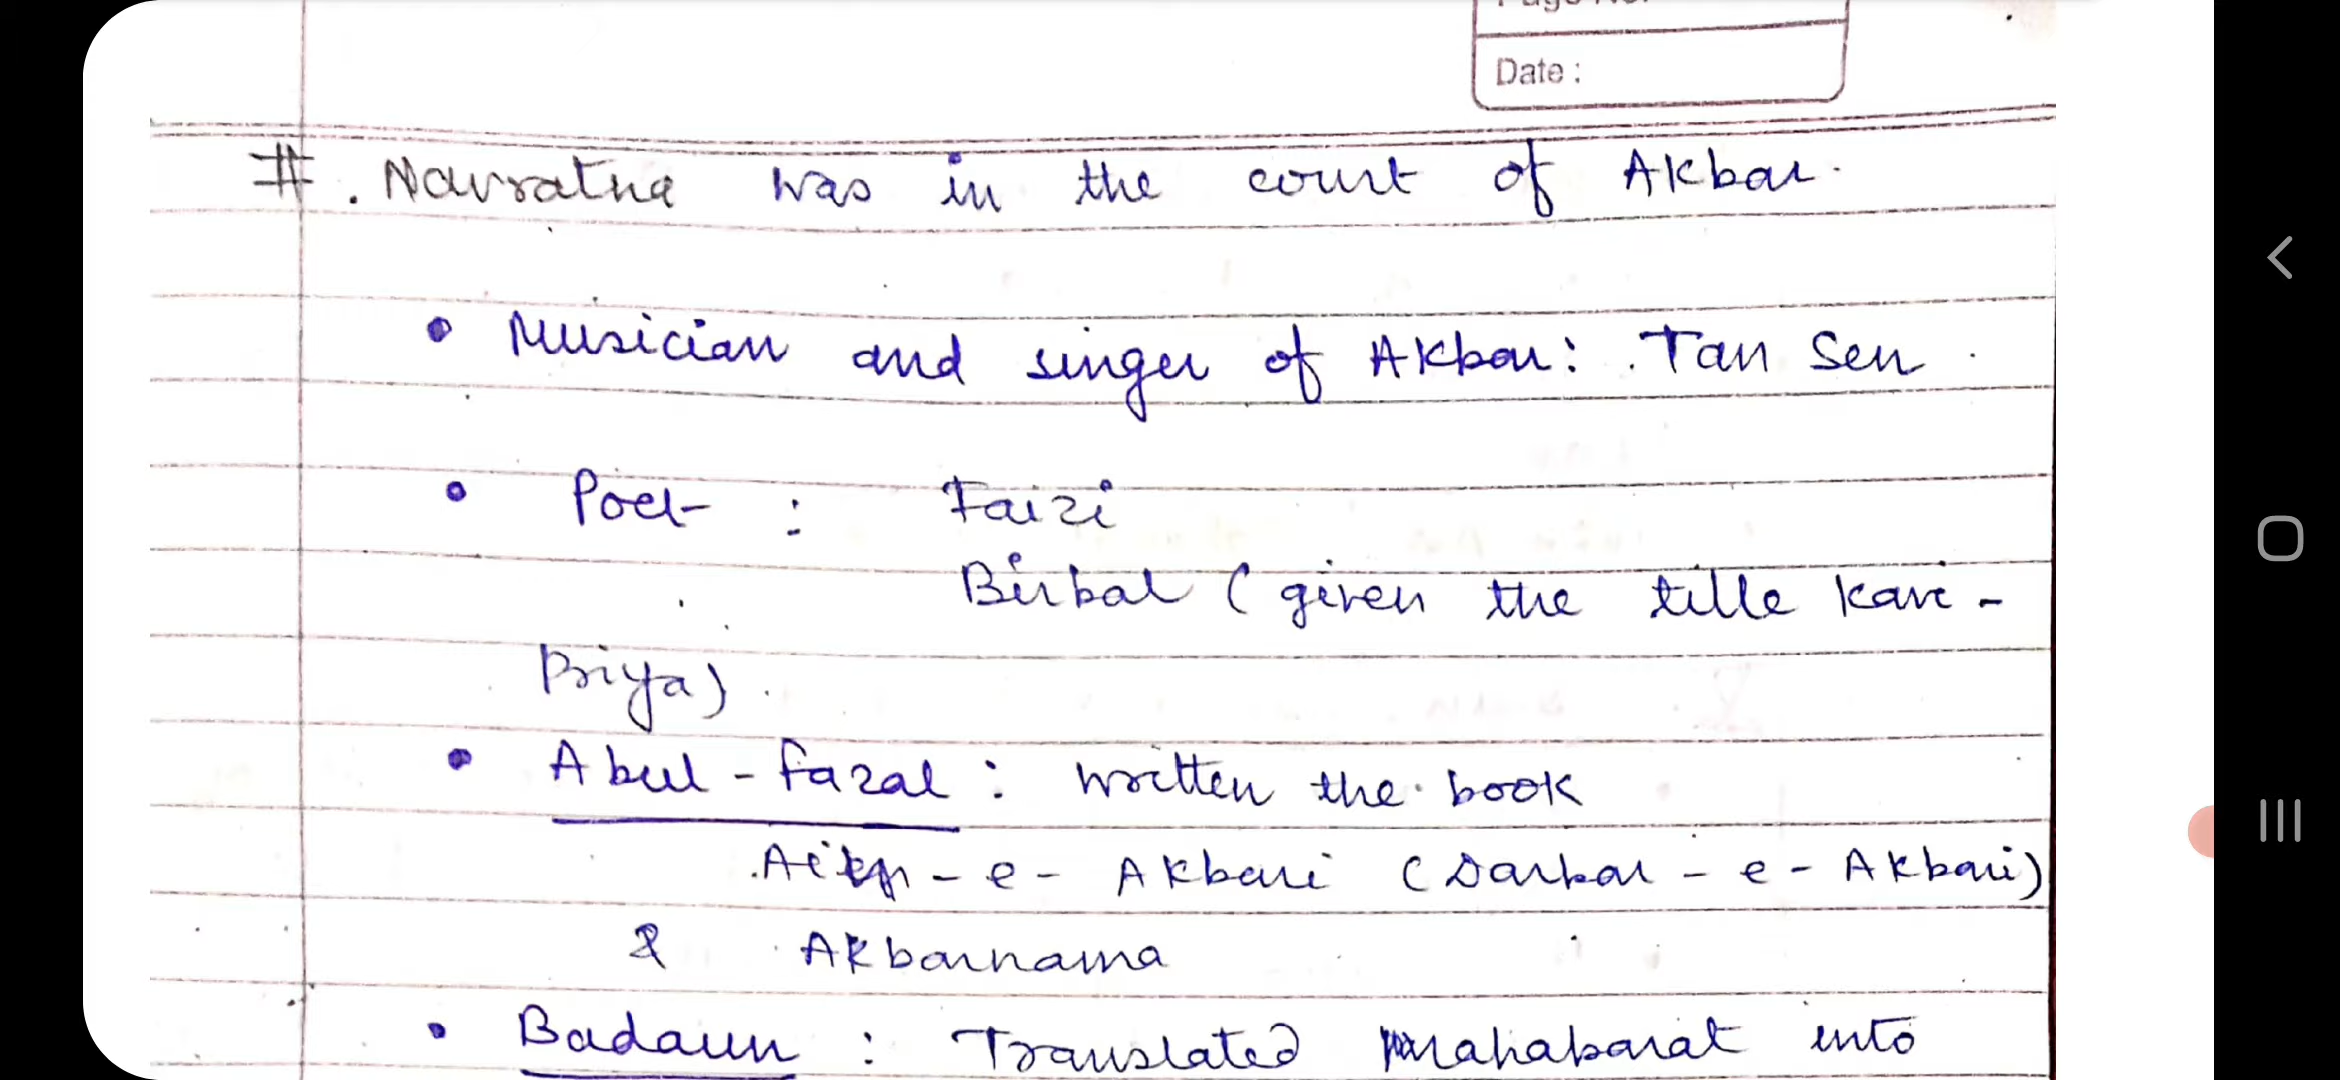 Date :
# . Navratna was in the court of Akbar.
• Musician and singer of Akbar : Tan Sen .
• Poet : Faizi
Birbal ( given the title Kavi -
Priya) .
• Abul - fazal : written the book
Ain - e - Akbari ( Darbar - e - Akbari)
& Akbarnama
• Badaun : Translated Mahabarat into